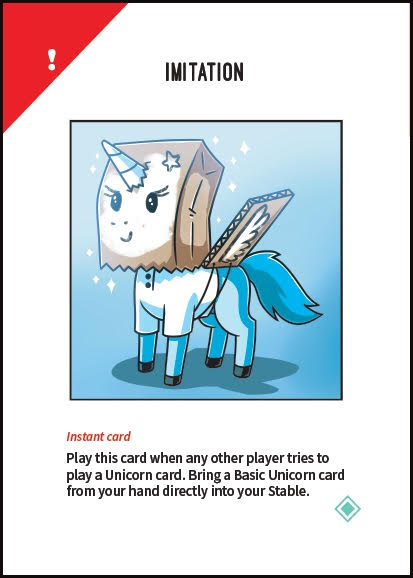 !
IMITATION
Instant card
Play this card when any other player tries to
play a Unicorn card. Bring a Basic Unicorn card
from your hand directly into your Stable.